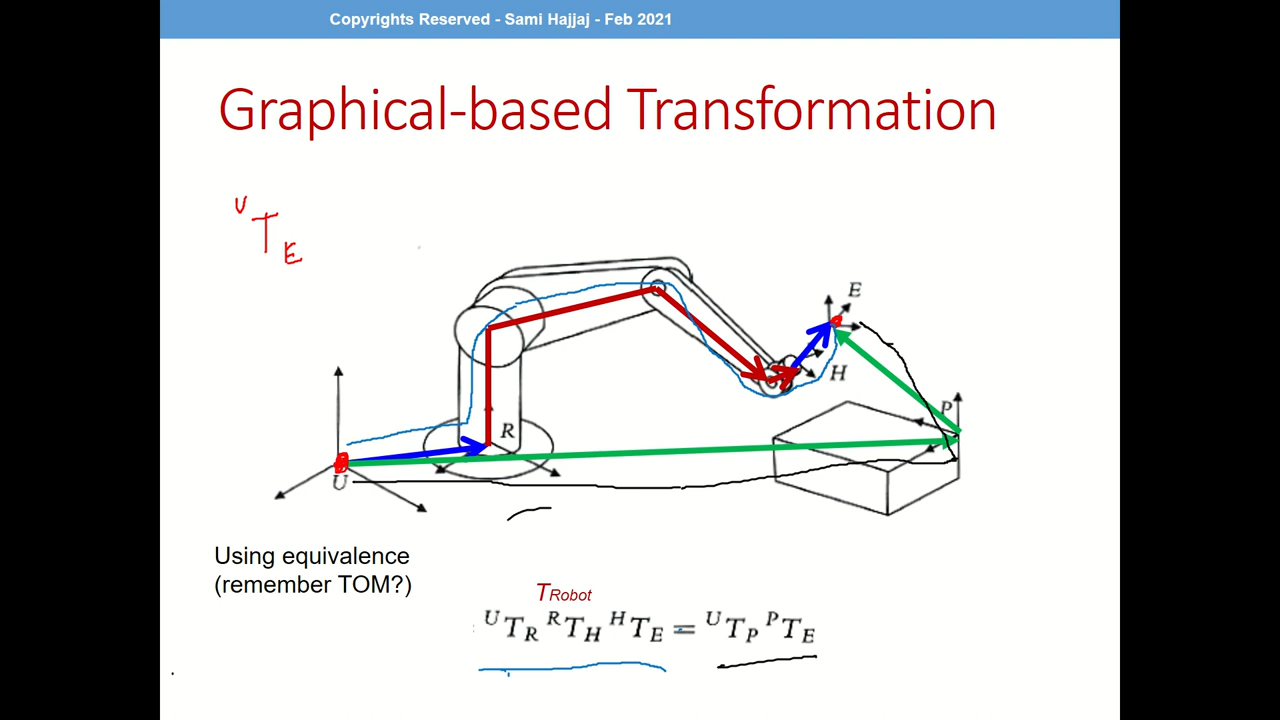 Copyrights Reserved - Sami Hajjaj - Feb 2021
Graphical-based Transformation
U T E
E
H
P
R
U
Using equivalence
(remember TOM?)
TRobot
UTR RTH HTE = UTP PTE